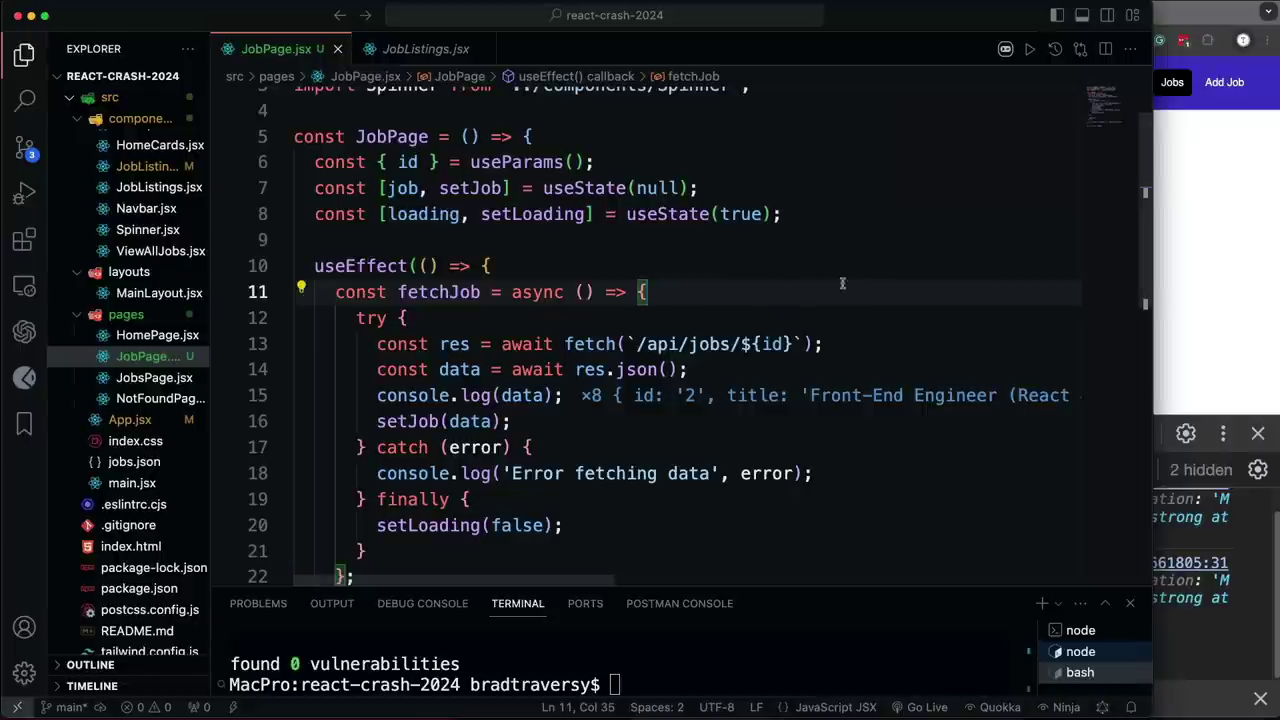 react-crash-2024
EXPLORER
REACT-CRASH-2024
src
compone...
HomeCards.jsx
JobListin... M
JobListings.jsx
Navbar.jsx
Spinner.jsx
ViewAllJobs.jsx
layouts
MainLayout.jsx
pages
HomePage.jsx
JobPage.... U
JobsPage.jsx
NotFoundPag...
App.jsx M
index.css
jobs.json
main.jsx
.eslintrc.cjs
.gitignore
index.html
package-lock.json
package.json
postcss.config.js
README.md
tailwind.config.js
OUTLINE
TIMELINE
3
JobPage.jsx U
JobListings.jsx
src pages JobPage.jsx JobPage useEffect() callback fetchJob
3 import Spinner from '../components/Spinner';
4
5 const JobPage = () => {
6 const { id } = useParams();
7 const [job, setJob] = useState(null);
8 const [loading, setLoading] = useState(true);
9
10 useEffect(() => {
11 const fetchJob = async () => {
12 try {
13 const res = await fetch(`/api/jobs/${id}`);
14 const data = await res.json();
15 console.log(data); ×8 { id: '2', title: 'Front-End Engineer (React
16 setJob(data);
17 } catch (error) {
18 console.log('Error fetching data', error);
19 } finally {
20 setLoading(false);
21 }
22 };
PROBLEMS OUTPUT DEBUG CONSOLE TERMINAL PORTS POSTMAN CONSOLE
found 0 vulnerabilities
MacPro:react-crash-2024 bradtraversy$
node
node
bash
main* 0 0 0 Ln 11, Col 35 Spaces: 2 UTF-8 LF JavaScript JSX Go Live Quokka Ninja
1
T
Jobs Add Job
2 hidden
ation: 'M
strong at
561805:31
ation: 'M
strong at